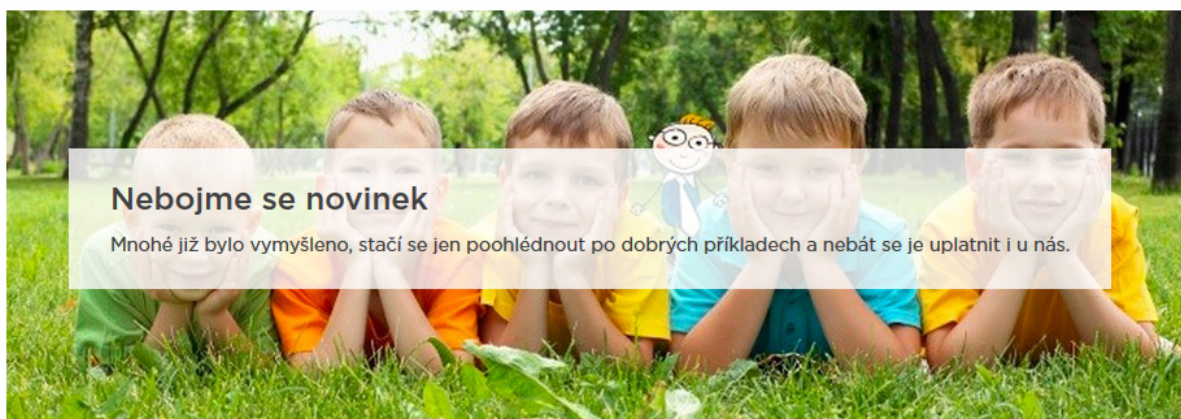 Nebojme se novinek
Mnohé již bylo vymyšleno, stačí se jen poohlédnout po dobrých příkladech a nebát se je uplatnit i u nás.